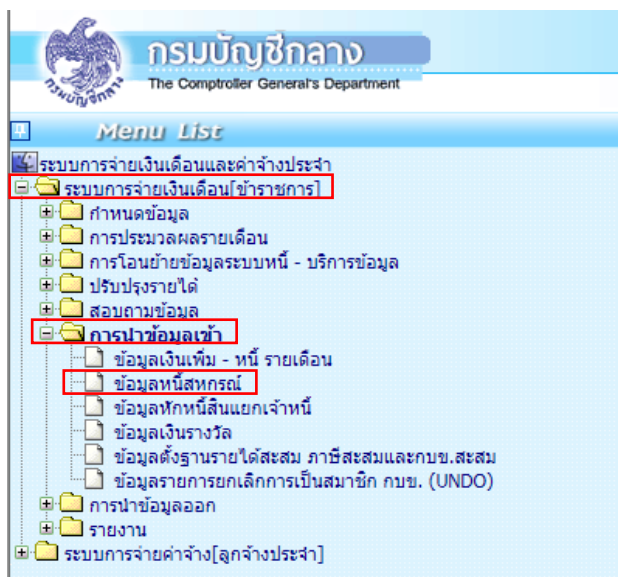 กรมบัญชีกลาง
The Comptroller General's Department
กรมบัญชีกลาง
Menu List
ระบบการจ่ายเงินเดือนและค่าจ้างประจำ
ระบบการจ่ายเงินเดือน[ข้าราชการ]
กำหนดข้อมูล
การประมวลผลรายเดือน
การโอนย้ายข้อมูลระบบหนี้ - บริการข้อมูล
ปรับปรุงรายได้
สอบถามข้อมูล
การนำข้อมูลเข้า
ข้อมูลเงินเพิ่ม - หนี้ รายเดือน
ข้อมูลหนี้สหกรณ์
ข้อมูลหักหนี้สินแยกเจ้าหนี้
ข้อมูลเงินรางวัล
ข้อมูลตั้งฐานรายได้สะสม ภาษีสะสมและกบข.สะสม
ข้อมูลรายการยกเลิกการเป็นสมาชิก กบข. (UNDO)
การนำข้อมูลออก
รายงาน
ระบบการจ่ายค่าจ้าง[ลูกจ้างประจำ]